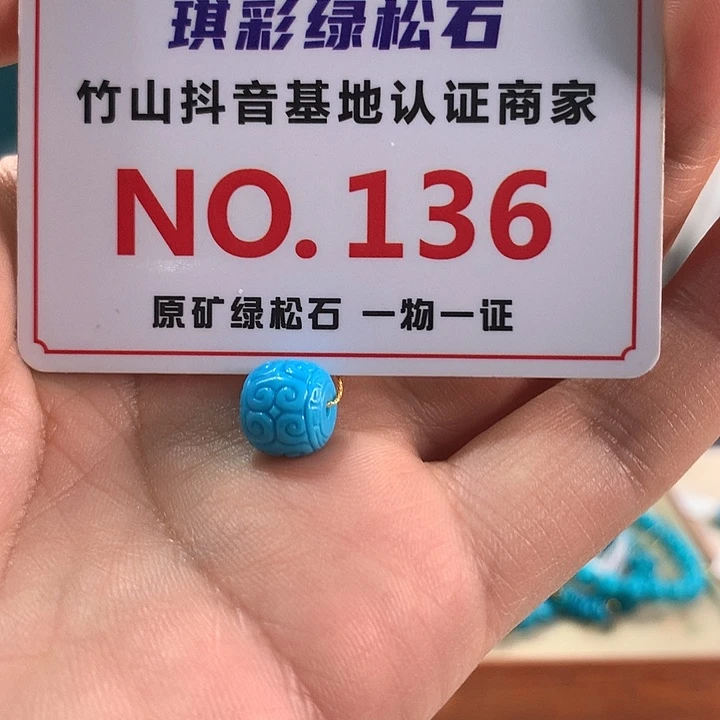 琪彩绿松石
竹山抖音基地认证商家
NO.136
原矿绿松石 一物一证